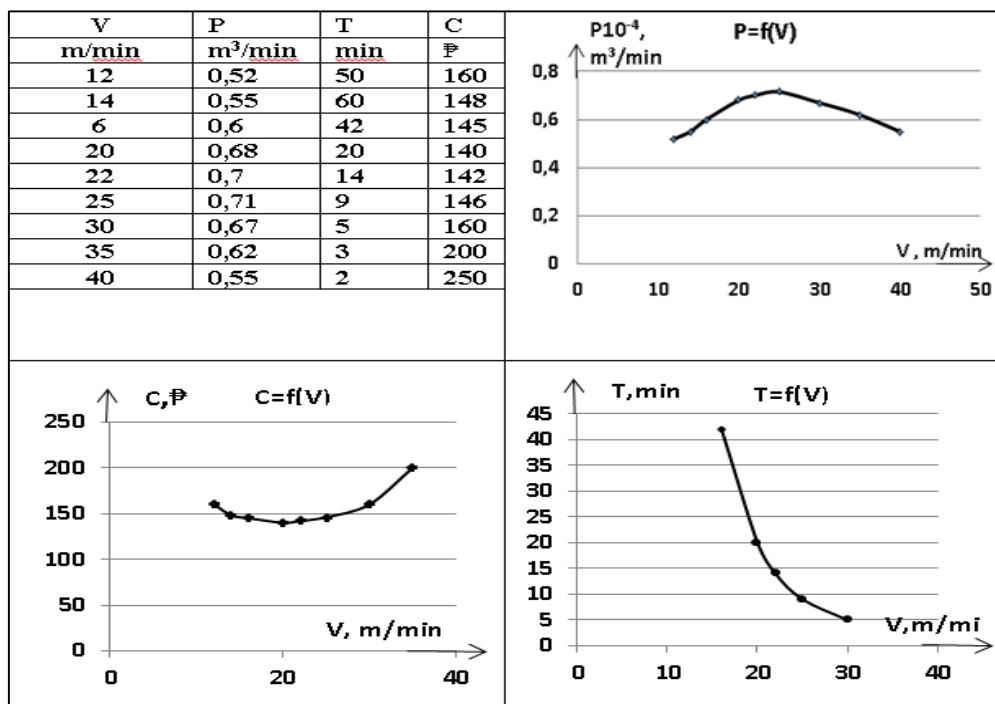 V P T C
m/min m³/min min ₱
12 0,52 50 160
14 0,55 60 148
6 0,6 42 145
20 0,68 20 140
22 0,7 14 142
25 0,71 9 146
30 0,67 5 160
35 0,62 3 200
40 0,55 2 250
P10⁻⁴, P=f(V)
m³/min
0,8
0,6
0,4
0,2
V , m/min
0
0 10 20 30 40 50
C,₱ C=f(V)
250
200
150
100
50
V, m/min
0
0 20 40
T,min T=f(V)
45
40
35
30
25
20
15
10
5
V,m/mi
0
0 10 20 30 40